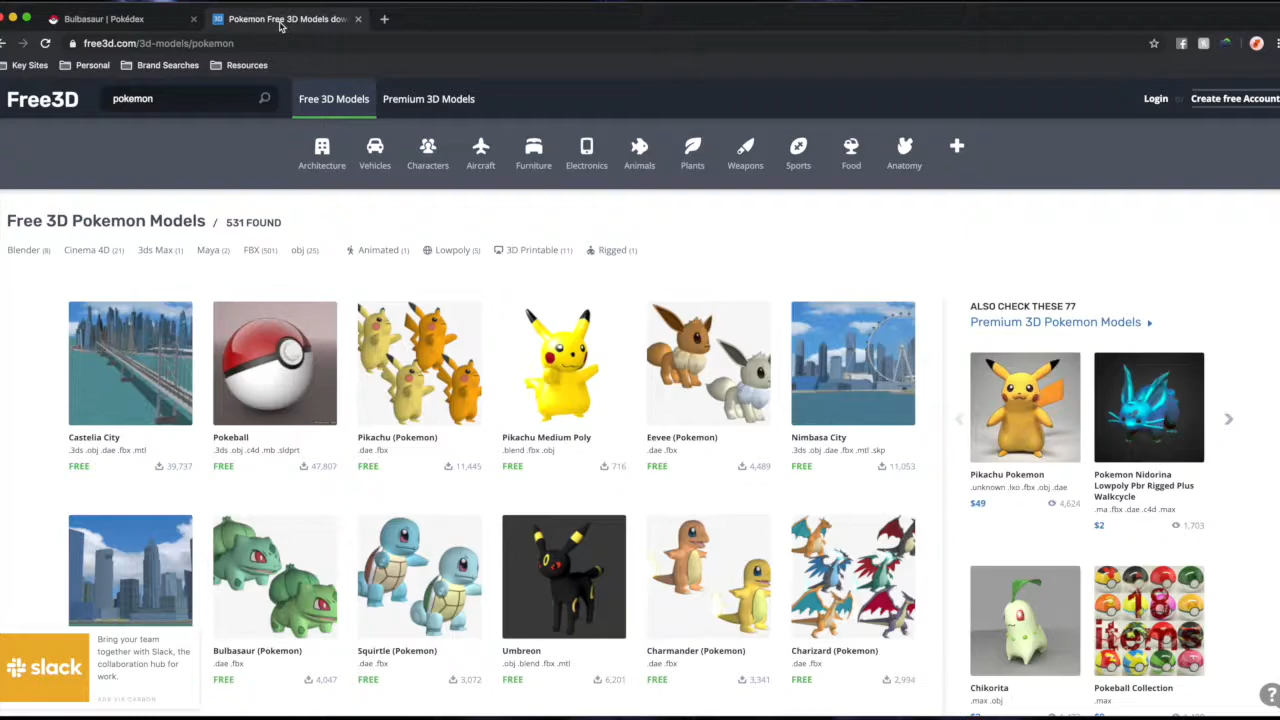 Bulbasaur | Pokédex
Pokemon Free 3D Models dow
free3d.com/3d-models/pokemon
Key Sites
Personal
Brand Searches
Resources
Free3D
pokemon
Free 3D Models
Premium 3D Models
Login
or
Create free Account
Architecture
Vehicles
Characters
Aircraft
Furniture
Electronics
Animals
Plants
Weapons
Sports
Food
Anatomy
Free 3D Pokemon Models / 531 FOUND
Blender (8)
Cinema 4D (21)
3ds Max (1)
Maya (2)
FBX (501)
obj (25)
Animated (1)
Lowpoly (5)
3D Printable (11)
Rigged (1)
Castelia City
.3ds .obj .dae .fbx .mtl
FREE 39,737
Pokeball
.3ds .obj .c4d .mb .sldprt
FREE 47,807
Pikachu (Pokemon)
.dae .fbx
FREE 11,445
Pikachu Medium Poly
.blend .fbx .obj
FREE 716
Eevee (Pokemon)
.dae .fbx
FREE 4,489
Nimbasa City
.3ds .obj .dae .fbx .mtl .skp
FREE 11,053
ALSO CHECK THESE 77
Premium 3D Pokemon Models
Pikachu Pokemon
.unknown .lxo .fbx .obj .dae
$49 4,624
Pokemon Nidorina
Lowpoly Pbr Rigged Plus
Walkcycle
.ma .fbx .dae .c4d .max
$2 1,703
Bulbasaur (Pokemon)
.dae .fbx
FREE 4,047
Squirtle (Pokemon)
.dae .fbx
FREE 3,072
Umbreon
.obj .blend .fbx .mtl
FREE 6,201
Charmander (Pokemon)
.dae .fbx
FREE 3,341
Charizard (Pokemon)
.dae .fbx
FREE 2,994
Chikorita
.max .obj
Pokeball Collection
.max .obj
slack
Bring your team
together with Slack, the
collaboration hub for
work.
ADS VIA CARBON
?